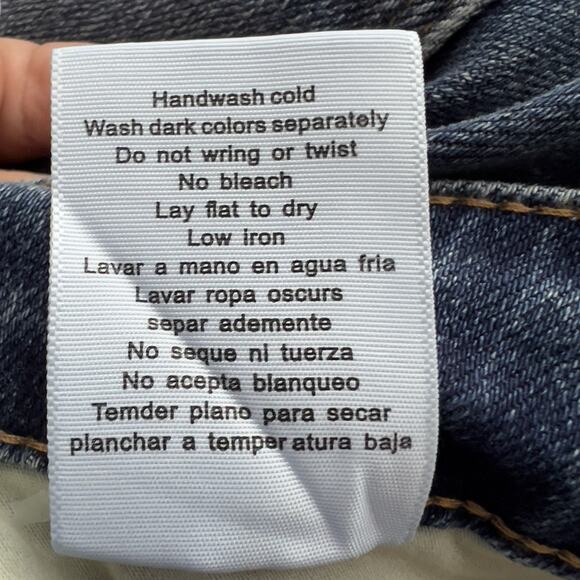 Handwash cold
Wash dark colors separately
Do not wring or twist
No bleach
Lay flat to dry
Low iron
Lavar a mano en agua fria
Lavar ropa oscurs
separ ademente
No seque ni tuerza
No acepta blanqueo
Temder plano para secar
planchar a temper atura baja